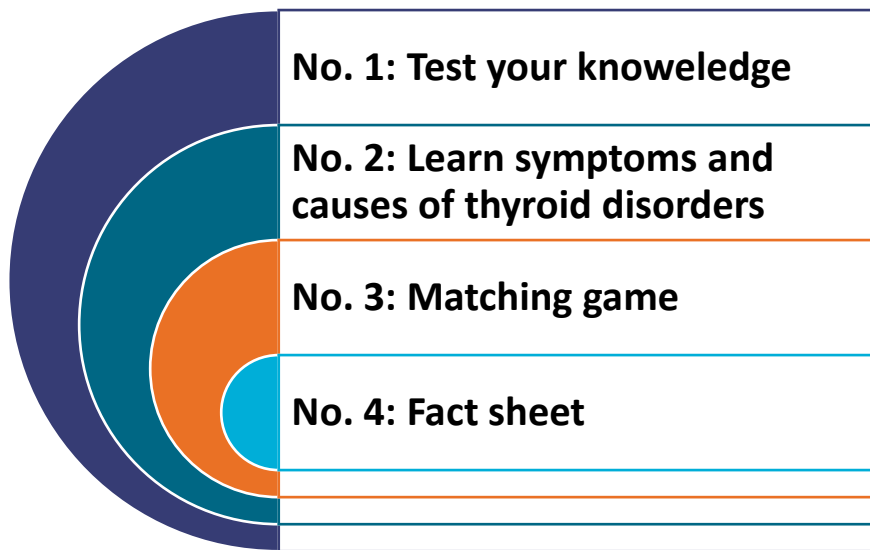 No. 1: Test your knoweledge
No. 2: Learn symptoms and
causes of thyroid disorders
No. 3: Matching game
No. 4: Fact sheet